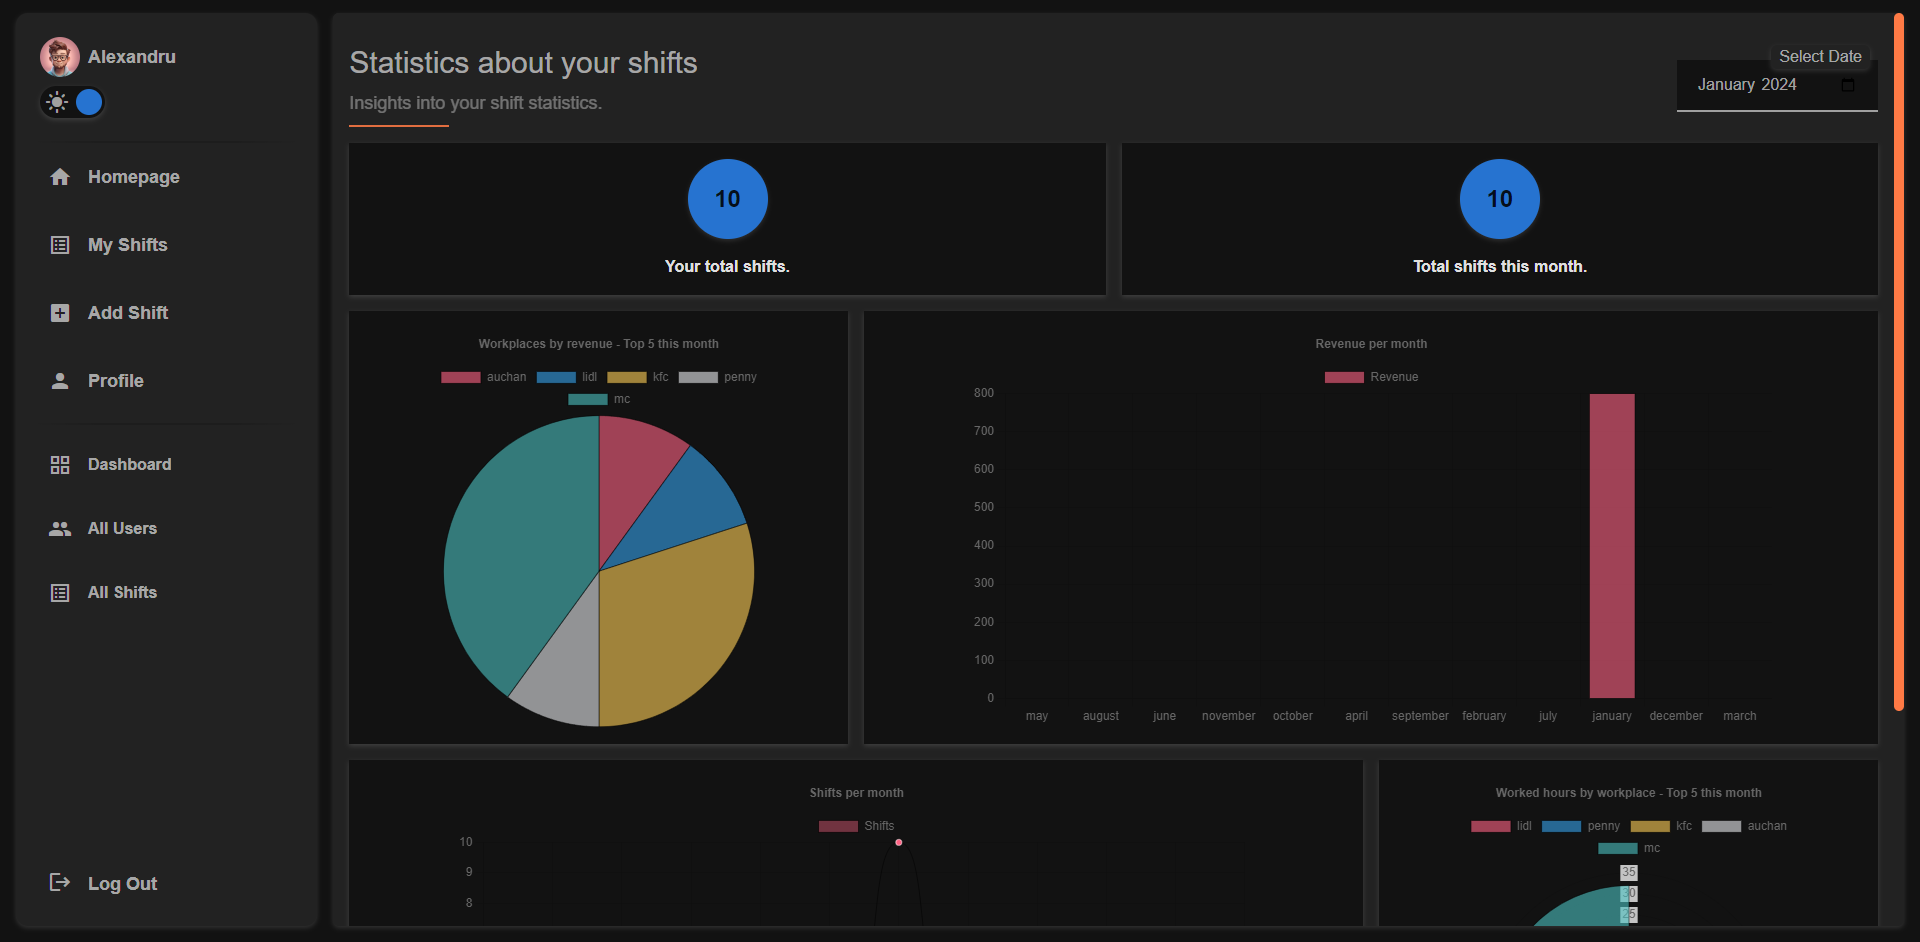 Alexandru
Homepage
My Shifts
Add Shift
Profile
Dashboard
All Users
All Shifts
Log Out
Statistics about your shifts
Insights into your shift statistics.
Select Date
January 2024
10
Your total shifts.
10
Total shifts this month.
Workplaces by revenue - Top 5 this month
auchan lidl kfc penny
mc
Revenue per month
Revenue
800
700
600
500
400
300
200
100
0
may august june november october april september february july january december march
Shifts per month
Shifts
10
9
8
Worked hours by workplace - Top 5 this month
lidl penny kfc auchan
mc
35
30
25